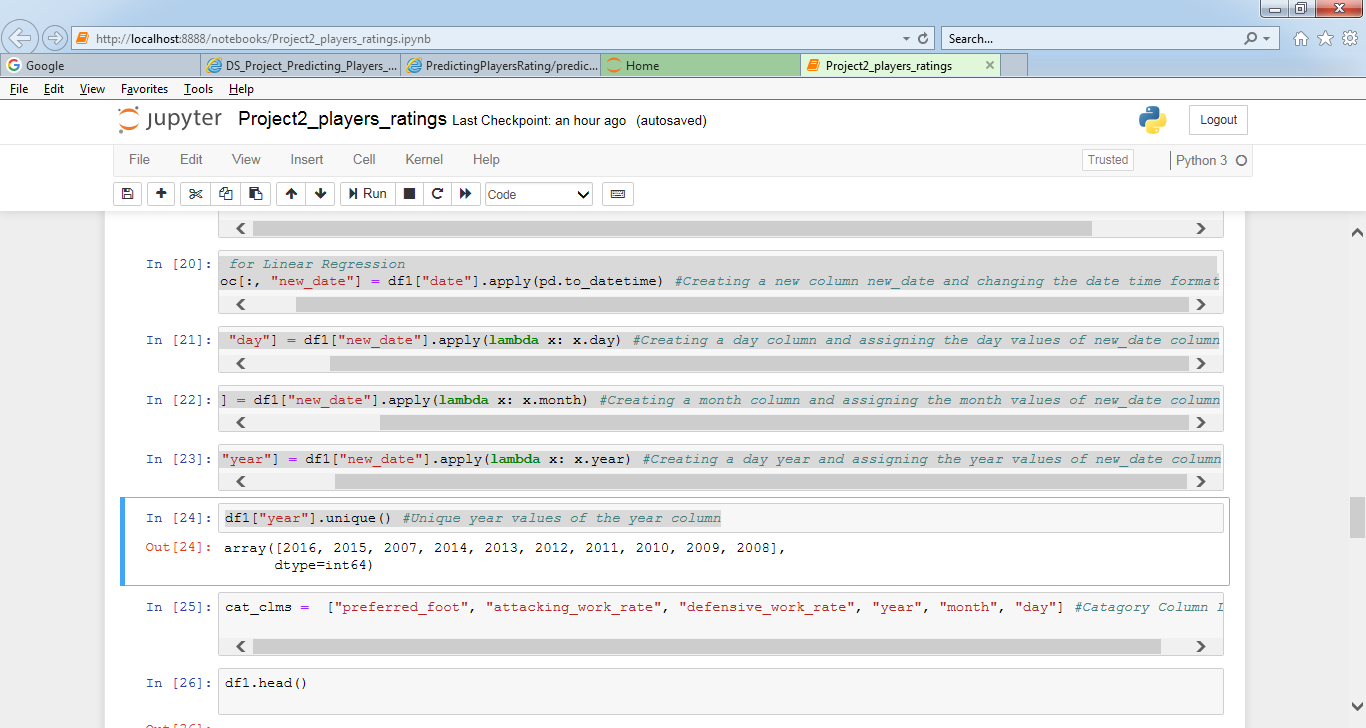 http://localhost:8888/notebooks/Project2_players_ratings.ipynb
Search...
Google
DS_Project_Predicting_Players_...
PredictingPlayersRating/predic...
Home
Project2_players_ratings
File Edit View Favorites Tools Help
jupyter Project2_players_ratings Last Checkpoint: an hour ago (autosaved)
Logout
File Edit View Insert Cell Kernel Help
Trusted
Python 3
Run
Code
In [20]: for Linear Regression
oc[:, "new_date"] = df1["date"].apply(pd.to_datetime) #Creating a new column new_date and changing the date time format
In [21]: "day"] = df1["new_date"].apply(lambda x: x.day) #Creating a day column and assigning the day values of new_date column
In [22]: ] = df1["new_date"].apply(lambda x: x.month) #Creating a month column and assigning the month values of new_date column
In [23]: "year"] = df1["new_date"].apply(lambda x: x.year) #Creating a day year and assigning the year values of new_date column
In [24]: df1["year"].unique() #Unique year values of the year column
Out[24]: array([2016, 2015, 2007, 2014, 2013, 2012, 2011, 2010, 2009, 2008],
dtype=int64)
In [25]: cat_clms = ["preferred_foot", "attacking_work_rate", "defensive_work_rate", "year", "month", "day"] #Catagory Column
In [26]: df1.head()